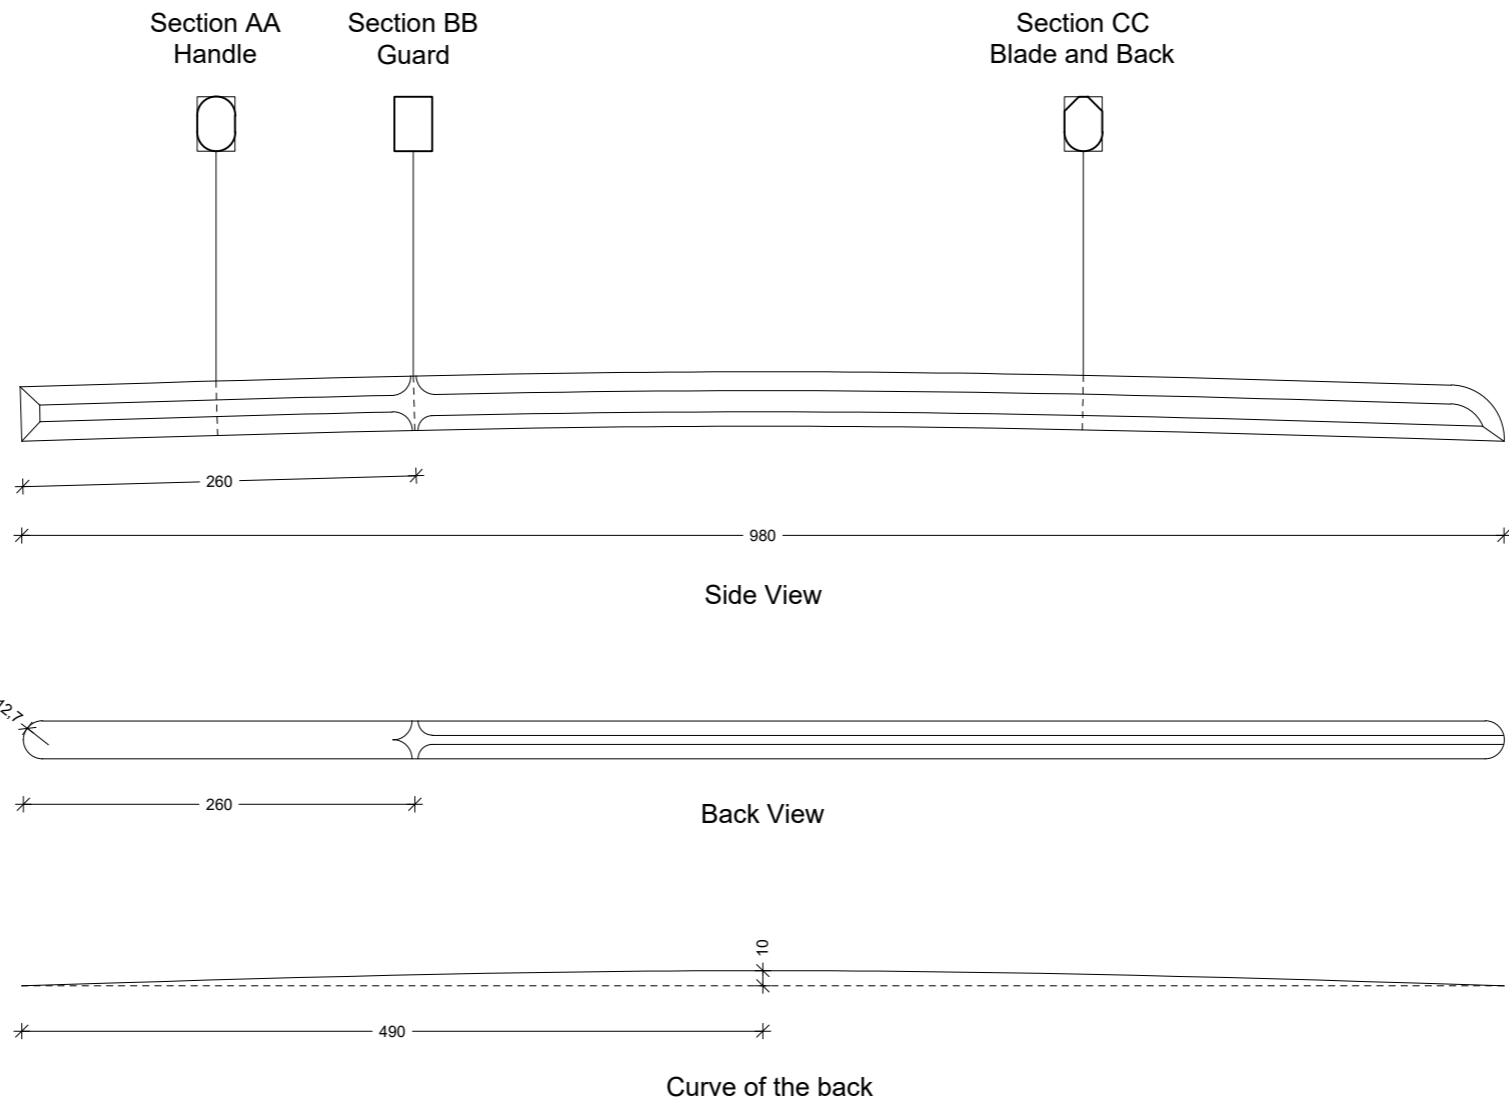 Section AA
Handle
Section BB
Guard
Section CC
Blade and Back
260
980
Side View
12,7
260
Back View
10
490
Curve of the back